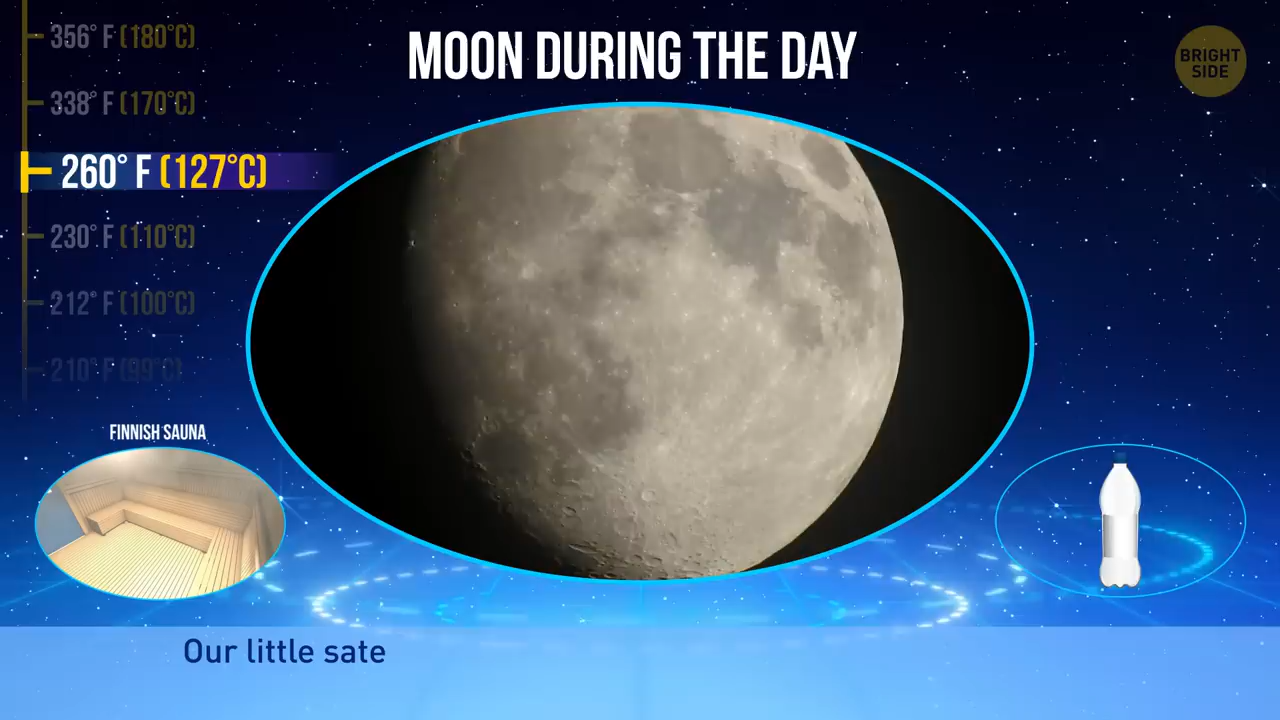 356° F (180°C)
MOON DURING THE DAY
BRIGHT
SIDE
338° F (170°C)
260° F (127°C)
230° F (110°C)
212° F (100°C)
210° F (99°C)
FINNISH SAUNA
Our little sate